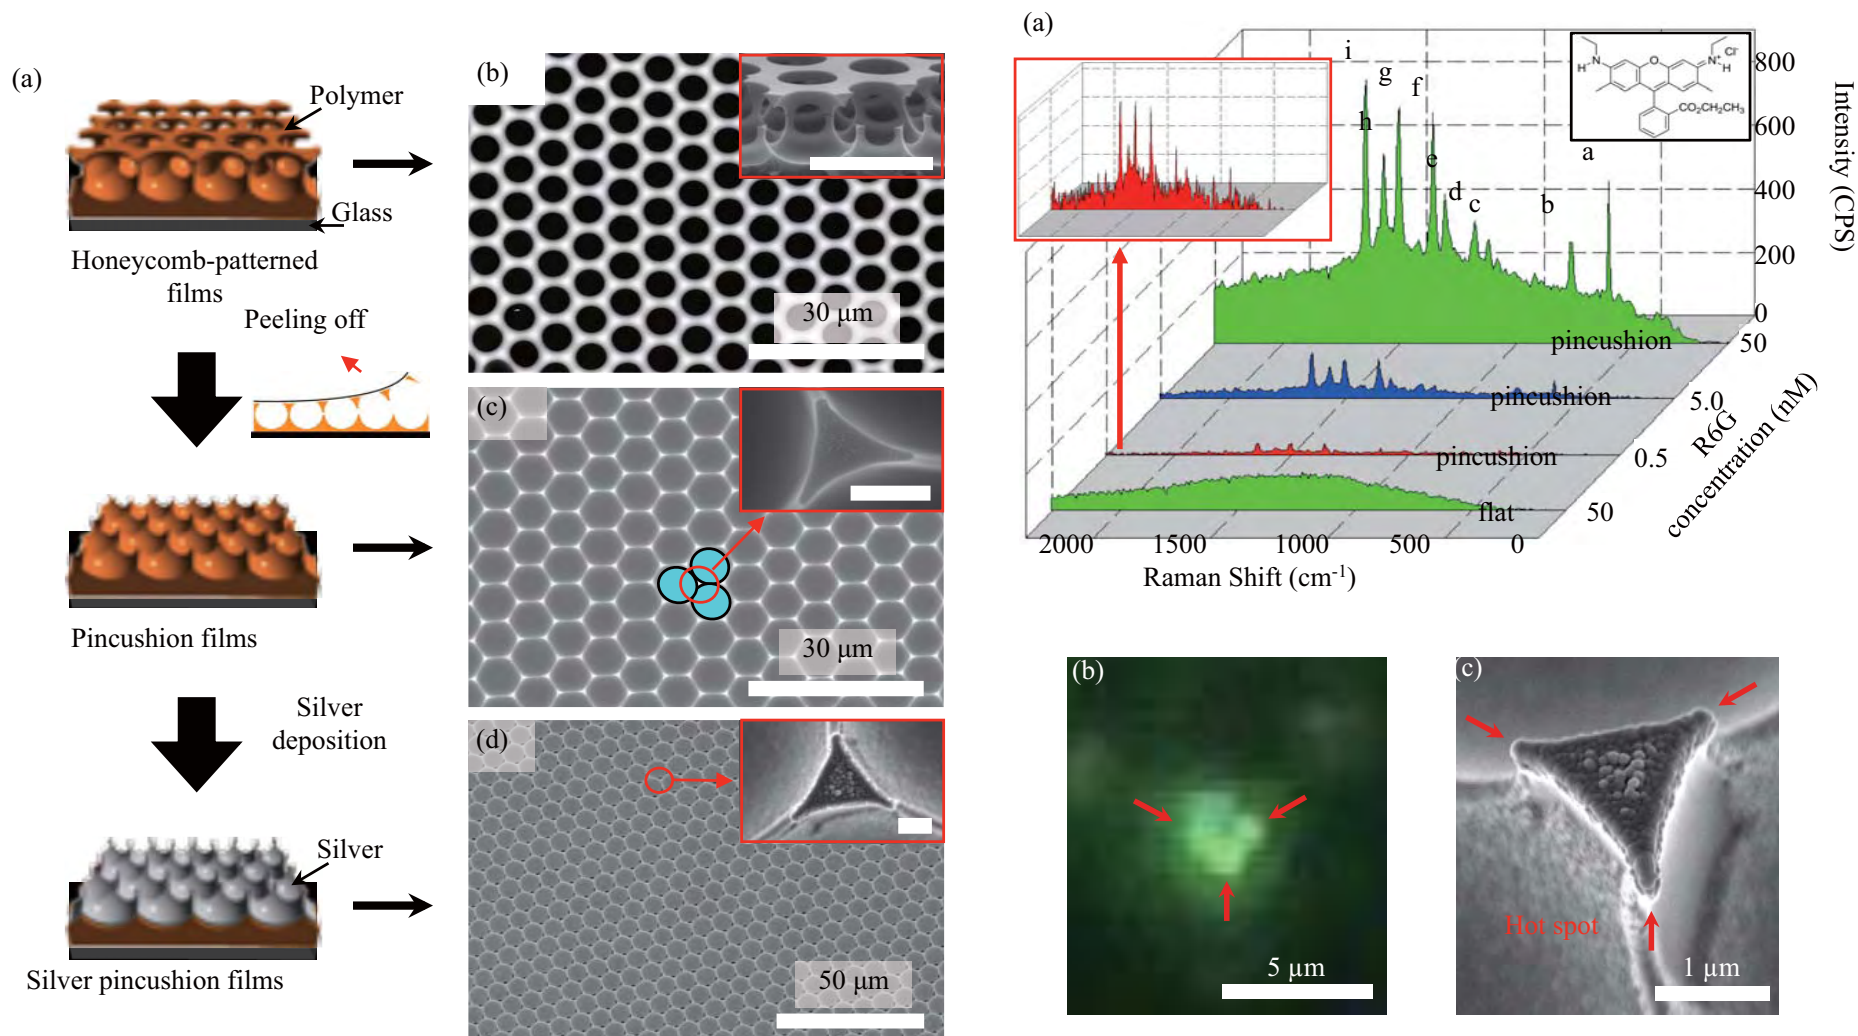 (a)
Polymer
Glass
Honeycomb-patterned
films
Peeling off
Pincushion films
Silver
deposition
Silver
Silver pincushion films
(b)
30 μm
(c)
30 μm
(d)
50 μm
(a)
i
g
f
h
e
d
c
b
a
N
H
O
N⁺
H
Cl⁻
CO₂CH₂CH₃
800
600
400
200
0
Intensity (CPS)
pincushion
50
pincushion
5.0
pincushion
0.5
flat
50
R6G
concentration (nM)
2000
1500
1000
500
0
Raman Shift (cm⁻¹)
(b)
5 μm
(c)
Hot spot
1 μm